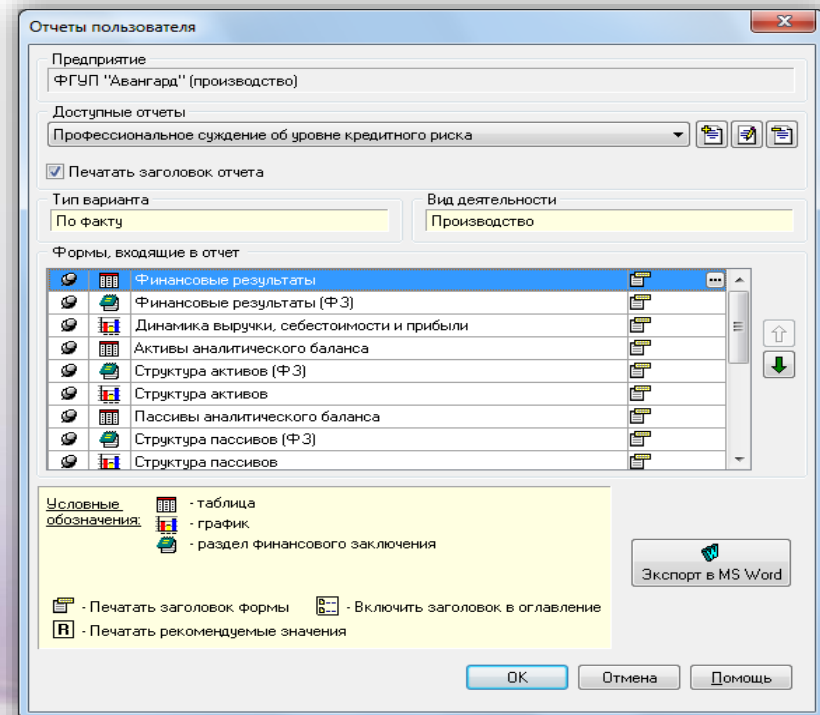 Отчеты пользователя
Предприятие
ФГУП "Авангард" (производство)
Доступные отчеты
Профессиональное суждение об уровне кредитного риска
Печатать заголовок отчета
Тип варианта
Вид деятельности
По факту
Производство
Формы, входящие в отчет
Финансовые результаты
Финансовые результаты (ФЗ)
Динамика выручки, себестоимости и прибыли
Активы аналитического баланса
Структура активов (ФЗ)
Структура активов
Пассивы аналитического баланса
Структура пассивов (ФЗ)
Структура пассивов
Условные обозначения:
- таблица
- график
- раздел финансового заключения
Экспорт в MS Word
- Печатать заголовок формы
- Включить заголовок в оглавление
R - Печатать рекомендуемые значения
OK
Отмена
Помощь